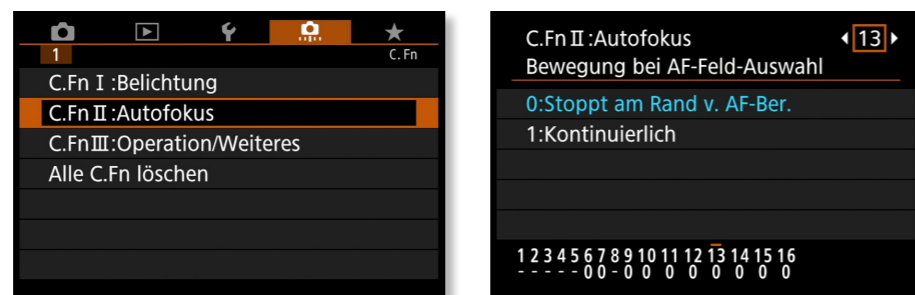 1
C.Fn
C.Fn I :Belichtung
C.Fn II :Autofokus
C.Fn III:Operation/Weiteres
Alle C.Fn löschen
C.Fn II :Autofokus
13
Bewegung bei AF-Feld-Auswahl
0:Stoppt am Rand v. AF-Ber.
1:Kontinuierlich
1 2 3 4 5 6 7 8 9 10 11 12 13 14 15 16
- - - - - 0 0 - 0 0 0 0 0 0 0 0